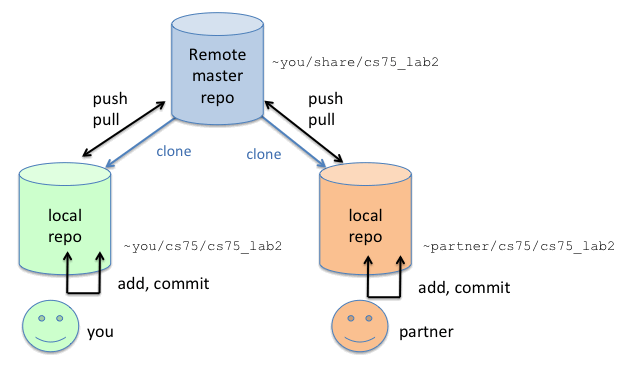 Remote
master
repo
~you/share/cs75_lab2
push
pull
push
pull
clone
clone
local
repo
local
repo
~you/cs75/cs75_lab2
~partner/cs75/cs75_lab2
add, commit
add, commit
you
partner